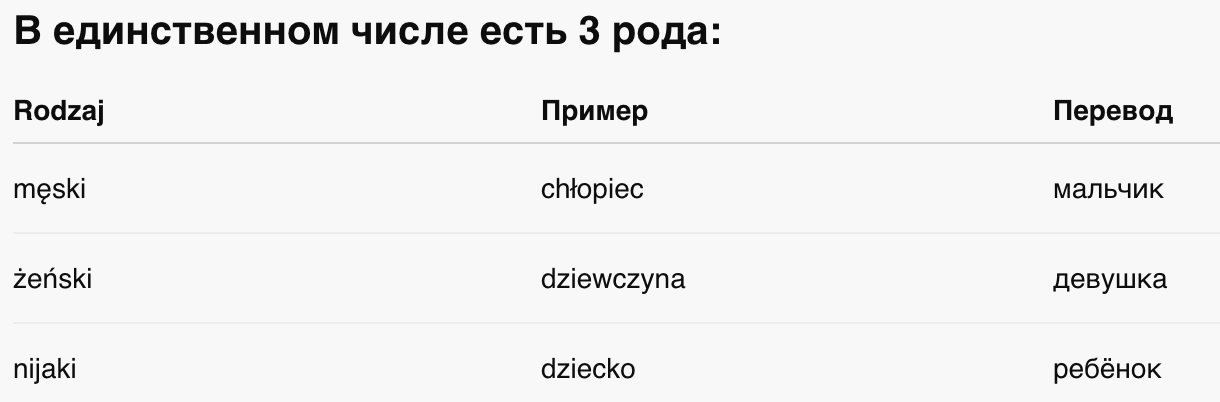 В единственном числе есть 3 рода:
Rodzaj Пример Перевод
męski chłopiec мальчик
żeński dziewczyna девушка
nijaki dziecko ребёнок